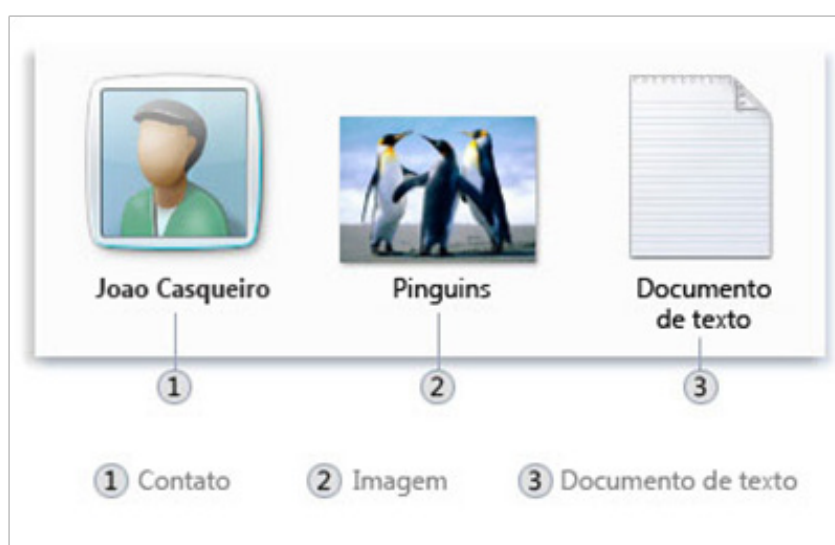 Joao Casqueiro
Pinguins
Documento
de texto
1
2
3
1 Contato
2 Imagem
3 Documento de texto